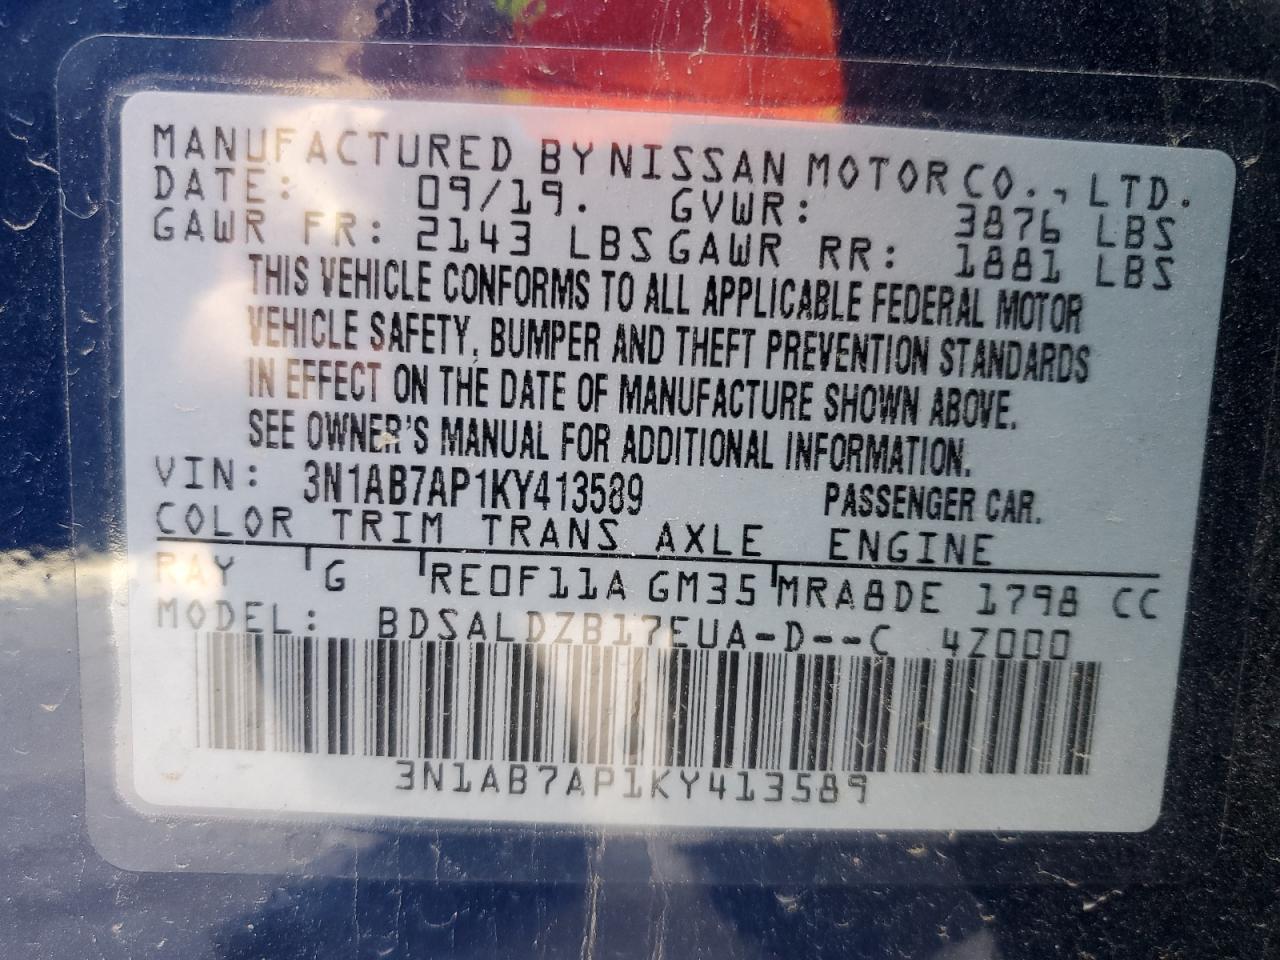 MANUFACTURED BY NISSAN MOTOR CO., LTD.
DATE: 09/19. GVWR: 3876 LBS
GAWR FR: 2143 LBS GAWR RR: 1881 LBS
THIS VEHICLE CONFORMS TO ALL APPLICABLE FEDERAL MOTOR
VEHICLE SAFETY, BUMPER AND THEFT PREVENTION STANDARDS
IN EFFECT ON THE DATE OF MANUFACTURE SHOWN ABOVE.
SEE OWNER'S MANUAL FOR ADDITIONAL INFORMATION.
VIN: 3N1AB7AP1KY413589 PASSENGER CAR.
COLOR TRIM TRANS AXLE ENGINE
RAY G RE0F11A GM35 MRA8DE 1798 CC
MODEL: BDSALDZB17EUA-D--C 4Z000
3N1AB7AP1KY413589